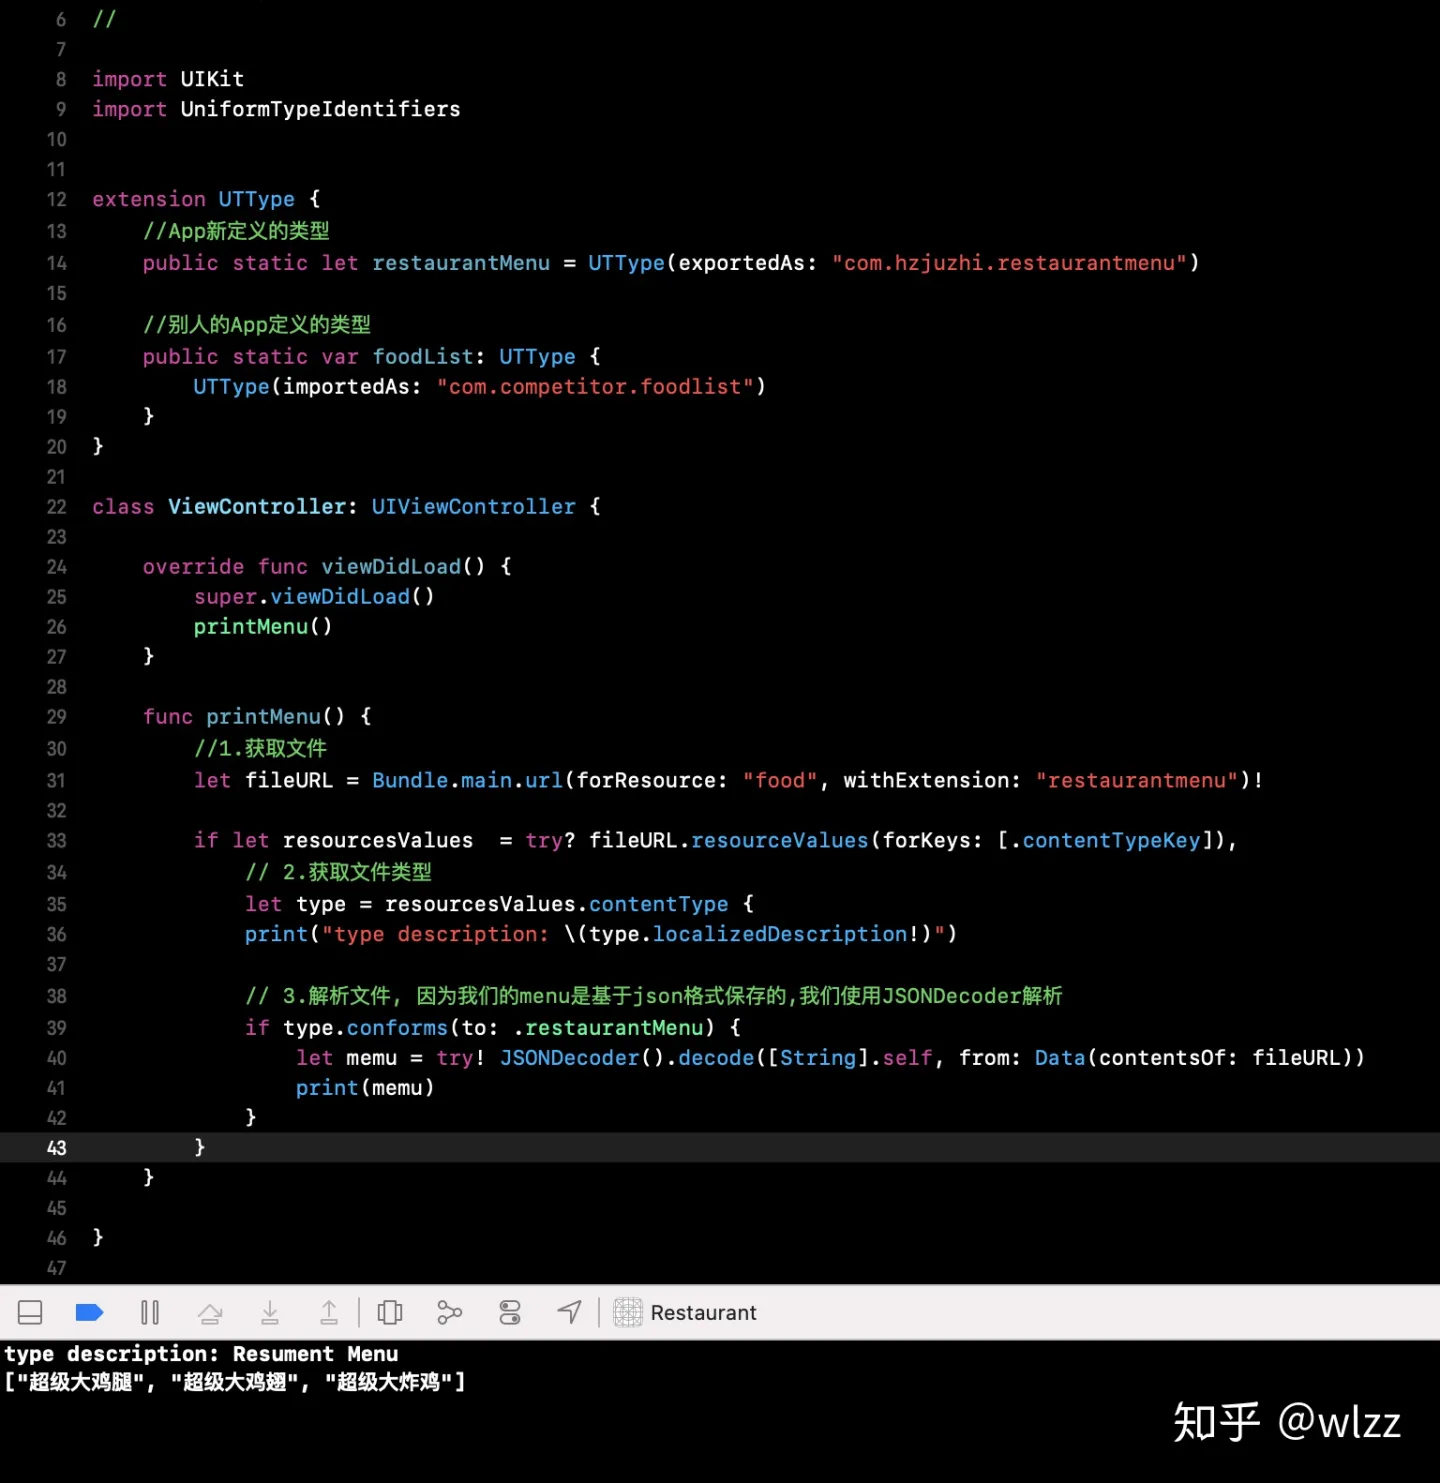 6 //
7
8 import UIKit
9 import UniformTypeIdentifiers
10
11
12 extension UTType {
13     //App新定义的类型
14     public static let restaurantMenu = UTType(exportedAs: "com.hzjuzhi.restaurantmenu")
15
16     //别人的App定义的类型
17     public static var foodList: UTType {
18         UTType(importedAs: "com.competitor.foodlist")
19     }
20 }
21
22 class ViewController: UIViewController {
23
24     override func viewDidLoad() {
25         super.viewDidLoad()
26         printMenu()
27     }
28
29     func printMenu() {
30         //1.获取文件
31         let fileURL = Bundle.main.url(forResource: "food", withExtension: "restaurantmenu")!
32
33         if let resourcesValues  = try? fileURL.resourceValues(forKeys: [.contentTypeKey]),
34             // 2.获取文件类型
35             let type = resourcesValues.contentType {
36             print("type description: \(type.localizedDescription!)")
37
38             // 3.解析文件, 因为我们的menu是基于json格式保存的,我们使用JSONDecoder解析
39             if type.conforms(to: .restaurantMenu) {
40                 let memu = try! JSONDecoder().decode([String].self, from: Data(contentsOf: fileURL))
41                 print(memu)
42             }
43         }
44     }
45
46 }
47
Restaurant
type description: Resument Menu
["超级大鸡腿", "超级大鸡翅", "超级大炸鸡"]
知乎 @wlzz